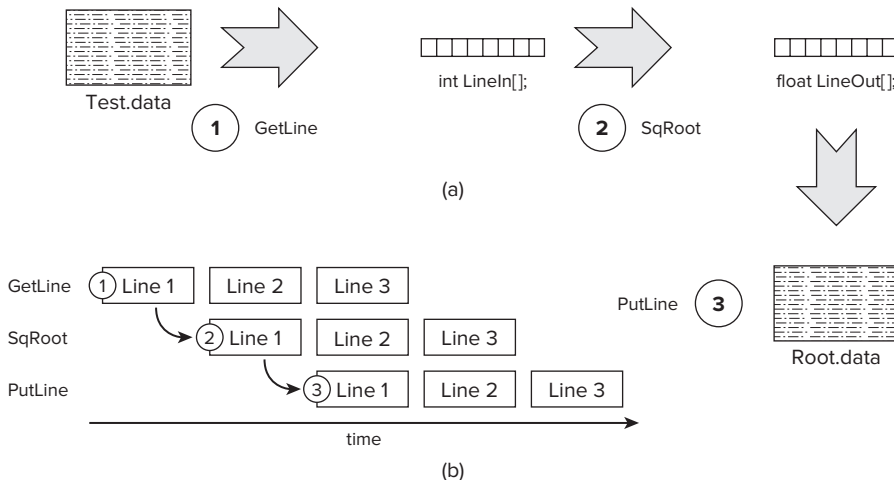 Test.data
int LineIn[];
float LineOut[];
1 GetLine
2 SqRoot
(a)
PutLine 3
Root.data
GetLine 1 Line 1 Line 2 Line 3
SqRoot 2 Line 1 Line 2 Line 3
PutLine 3 Line 1 Line 2 Line 3
time
(b)